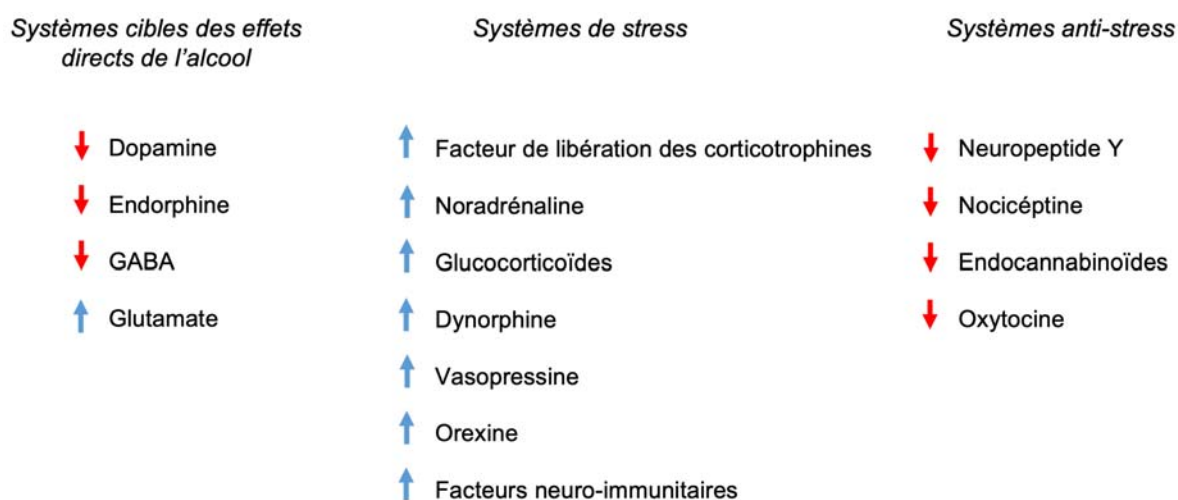 Systèmes cibles des effets
directs de l'alcool
Systèmes de stress
Systèmes anti-stress
Dopamine
Endorphine
GABA
Glutamate
Facteur de libération des corticotrophines
Noradrénaline
Glucocorticoïdes
Dynorphine
Vasopressine
Orexine
Facteurs neuro-immunitaires
Neuropeptide Y
Nocicéptine
Endocannabinoïdes
Oxytocine